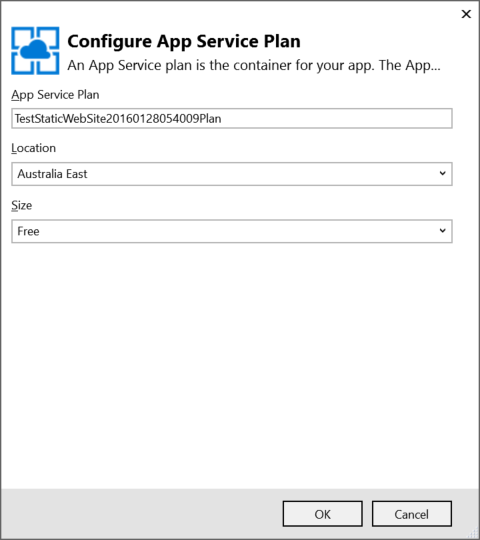 Configure App Service Plan
An App Service plan is the container for your app. The App...
App Service Plan
TestStaticWebSite20160128054009Plan
Location
Australia East
Size
Free
OK
Cancel